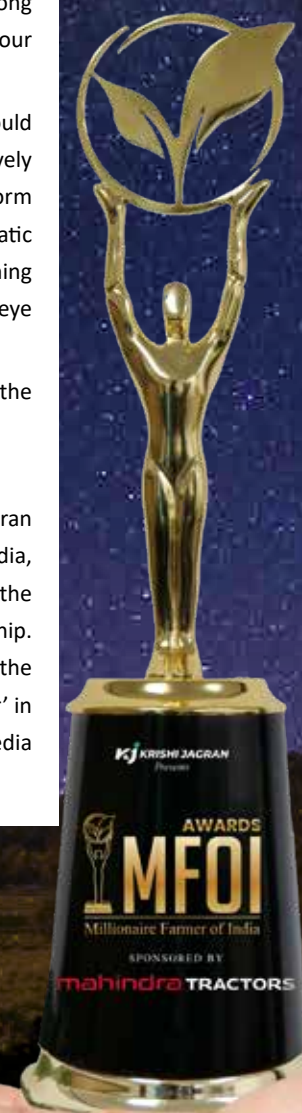 ong
our
ould
vely
orm
atic
ning
eye
the
ran
dia,
the
hip.
the
’ in
edia
KJ KRISHI JAGRAN
Presents
AWARDS
MFOI
Millionaire Farmer of India
SPONSORED BY
mahindra TRACTORS